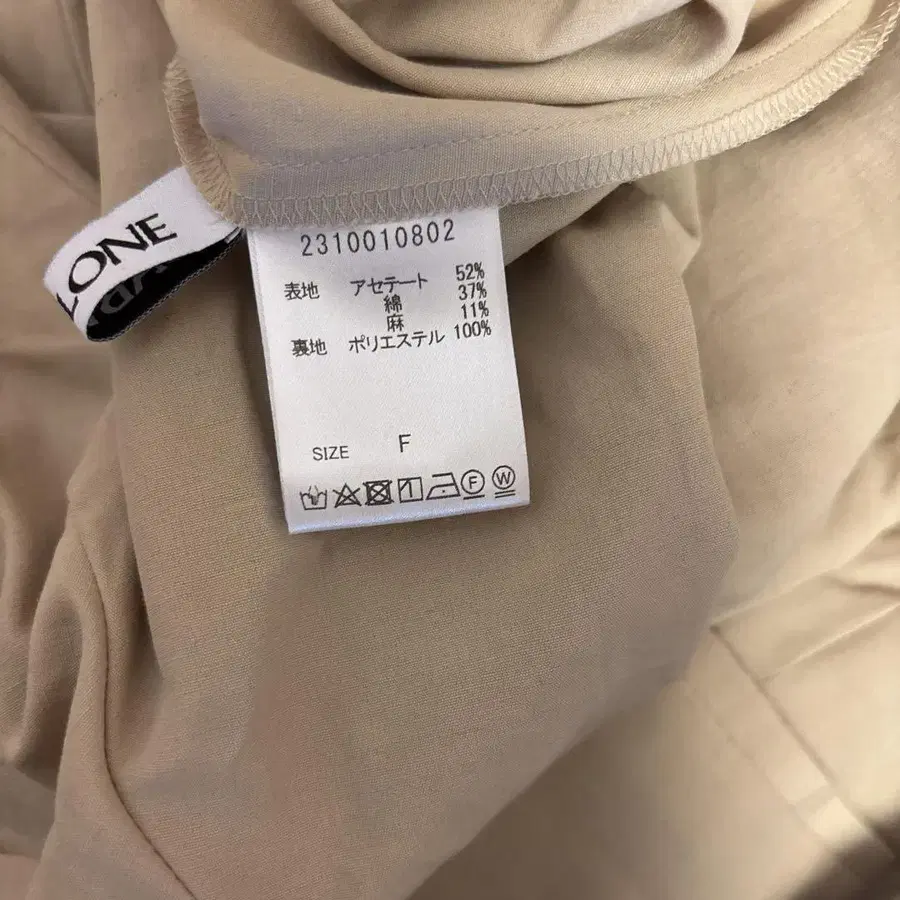 LONE
2310010802
表地 アセテート 52%
綿 37%
麻 11%
裏地 ポリエステル 100%
SIZE F
F W